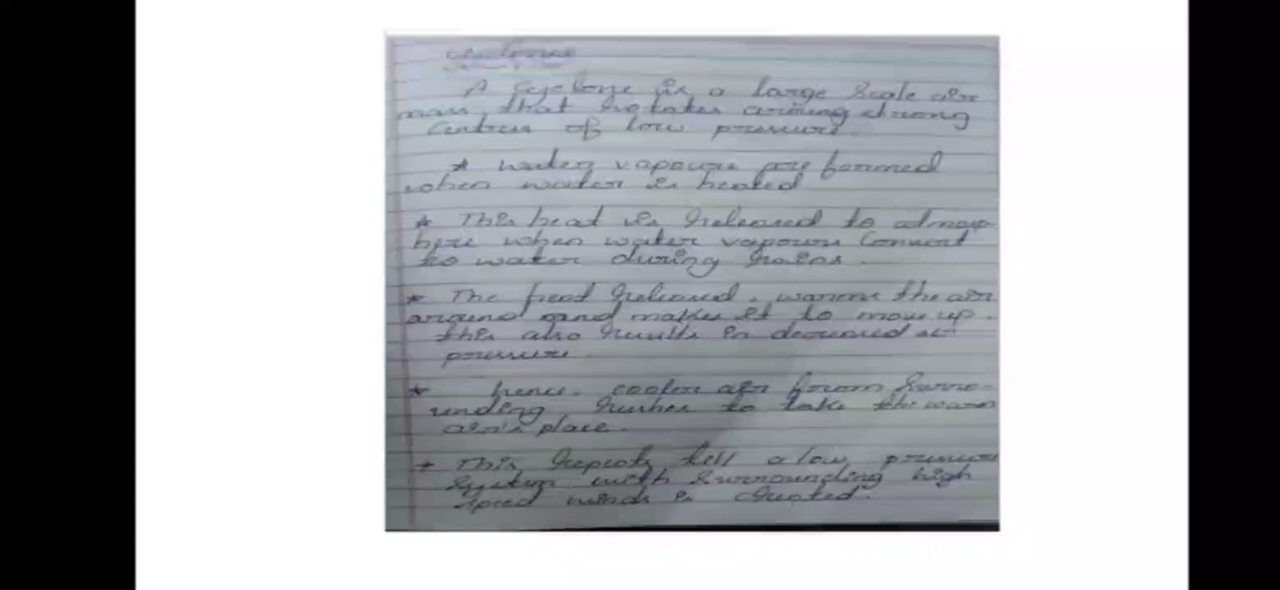 Cyclone
A Cyclone is a large Scale air
mass that rotates around strong
Centres of low pressure.
* water vapours are formed
when water is heated
* This heat is released to atmosp
here when water vapours Convert
to water during rains.
* The heat released, warms the air
around and makes it to move up.
this also results in decreased
pressure.
* hence, cooler air from Surro-
unding rushes to take the warm
air's place.
* This, repeats till a low pressure
System with Surrounding high
Speed winds is created.